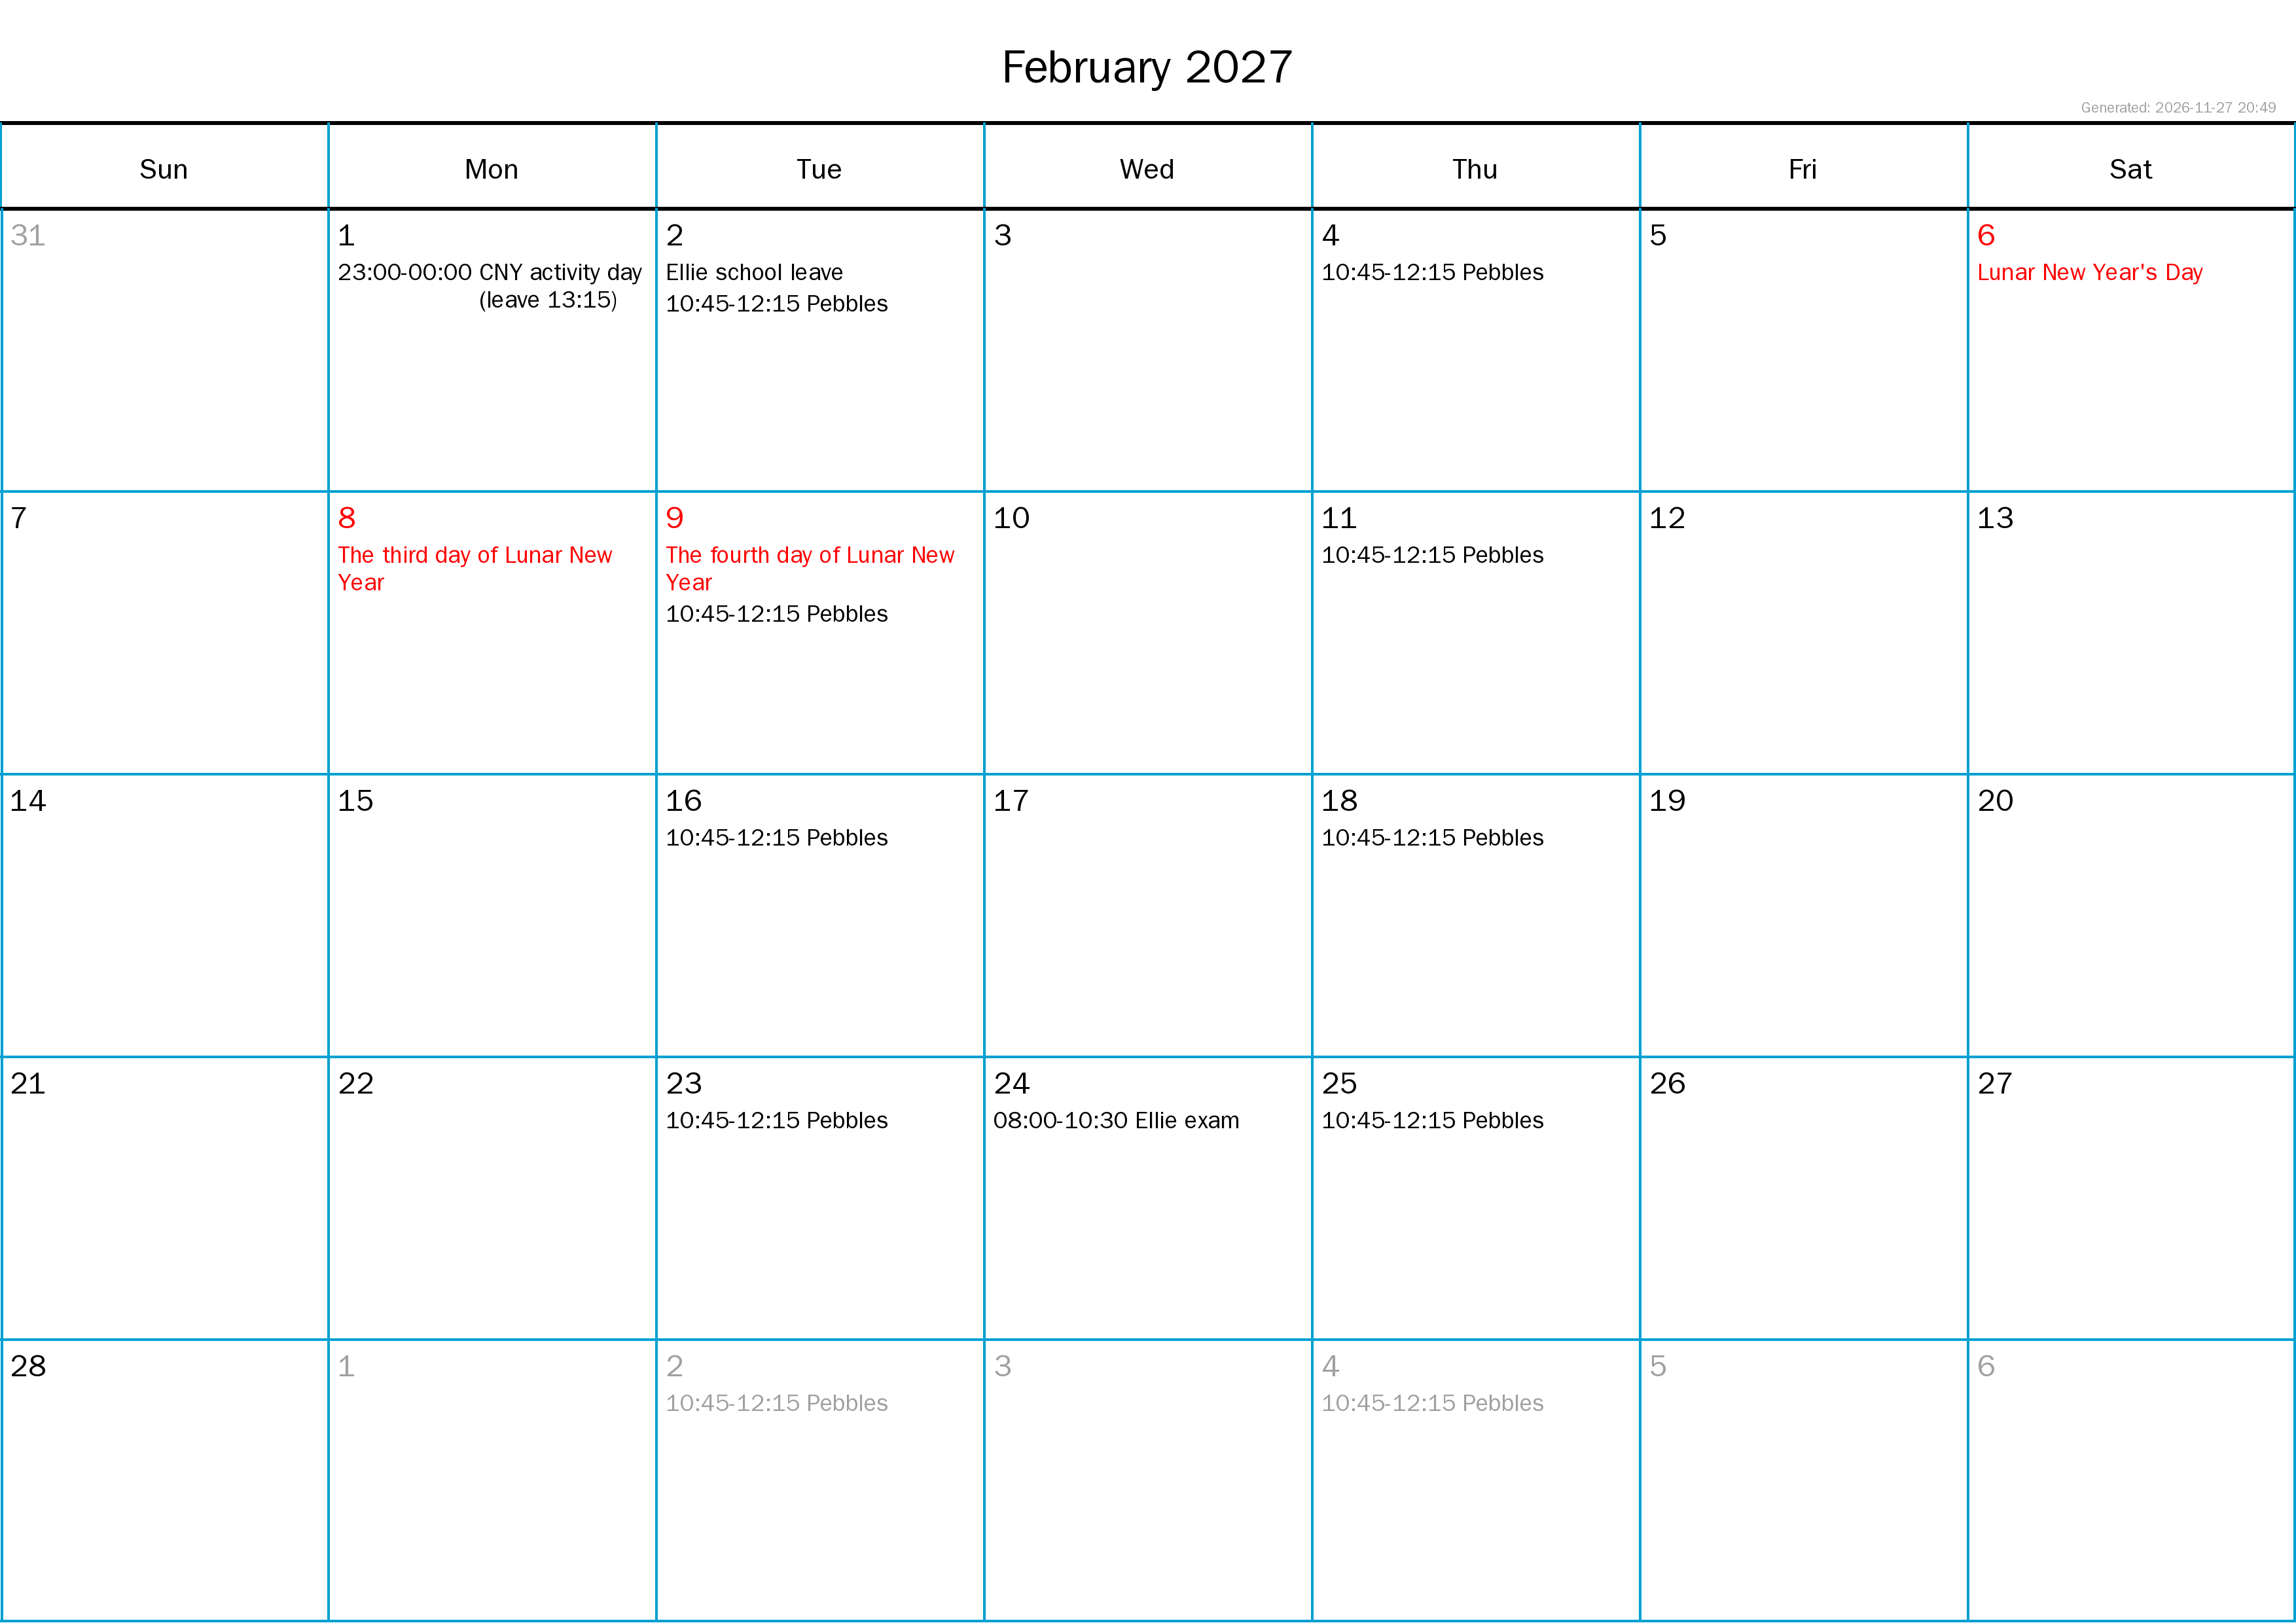 February 2027
Generated: 2026-11-27 20:49
Sun Mon Tue Wed Thu Fri Sat
31
1
23:00-00:00 CNY activity day
(leave 13:15)
2
Ellie school leave
10:45-12:15 Pebbles
3
4
10:45-12:15 Pebbles
5
6
Lunar New Year's Day
7
8
The third day of Lunar New
Year
9
The fourth day of Lunar New
Year
10:45-12:15 Pebbles
10
11
10:45-12:15 Pebbles
12
13
14
15
16
10:45-12:15 Pebbles
17
18
10:45-12:15 Pebbles
19
20
21
22
23
10:45-12:15 Pebbles
24
08:00-10:30 Ellie exam
25
10:45-12:15 Pebbles
26
27
28
1
2
10:45-12:15 Pebbles
3
4
10:45-12:15 Pebbles
5
6